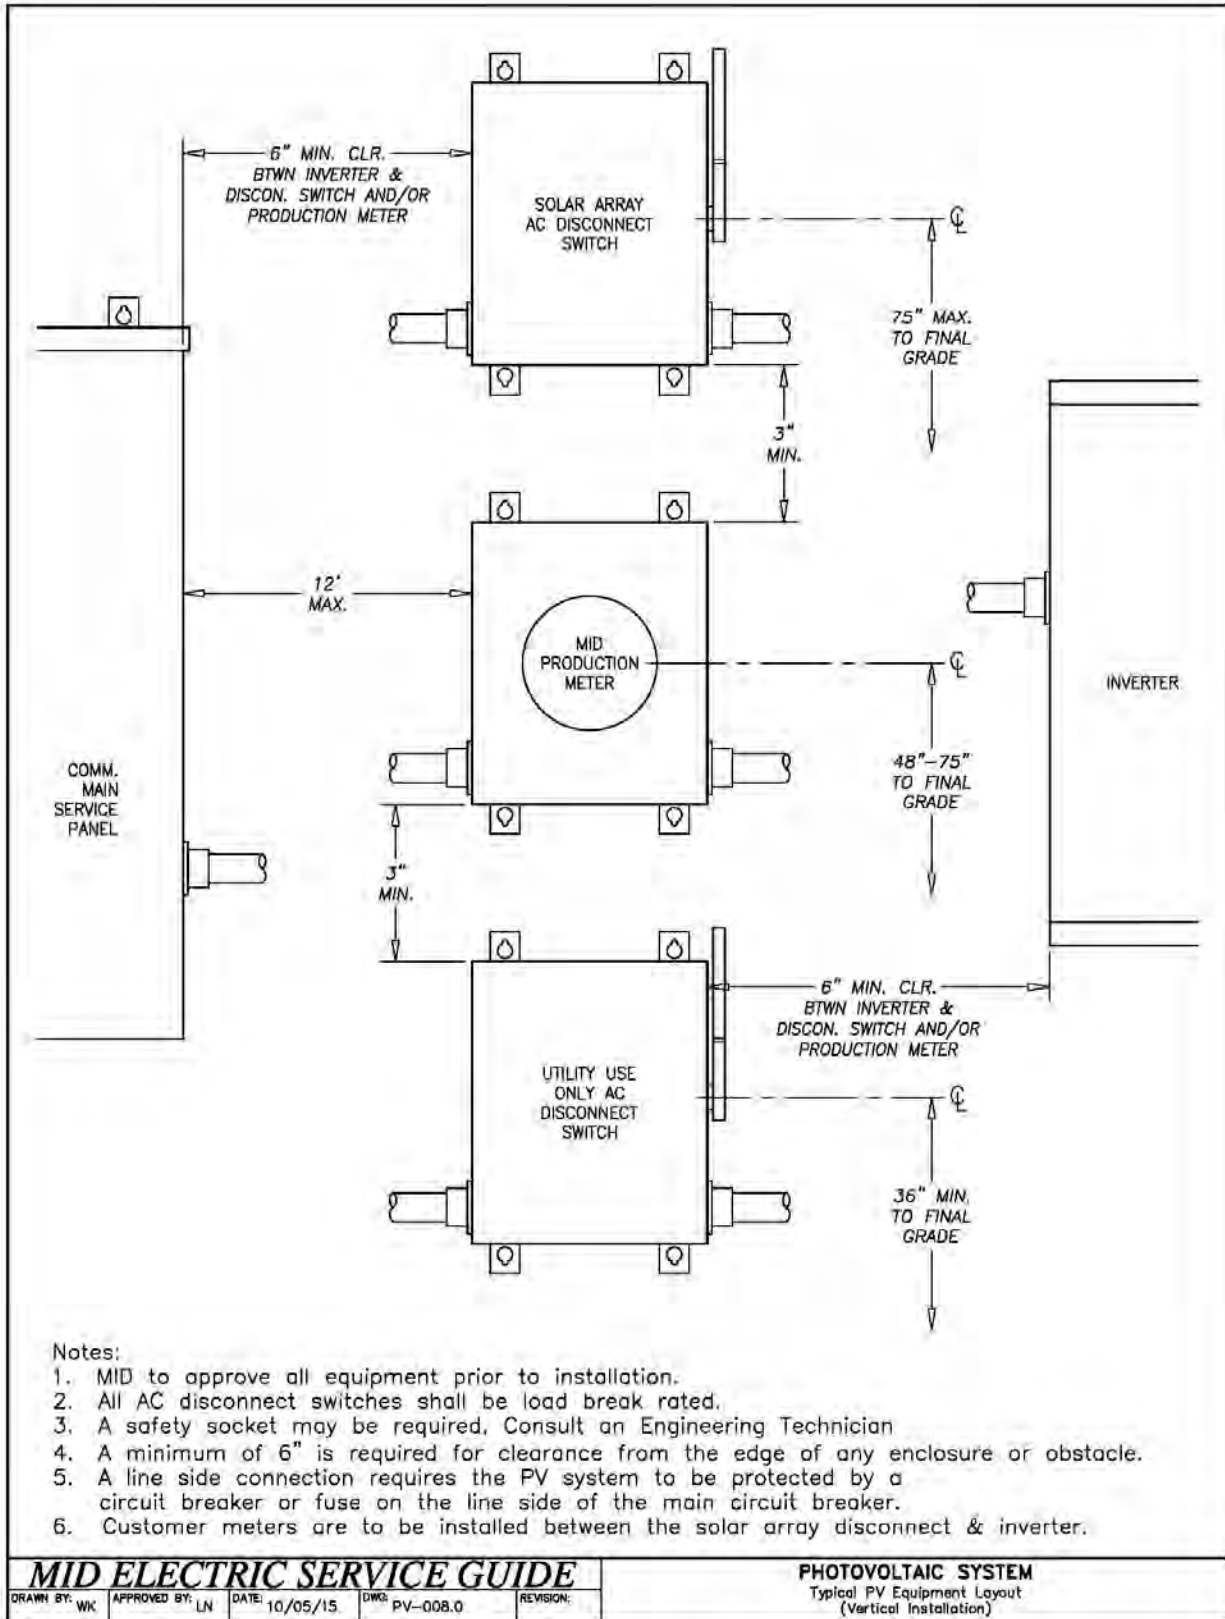 6" MIN. CLR.
BTWN INVERTER &
DISCON. SWITCH AND/OR
PRODUCTION METER
SOLAR ARRAY
AC DISCONNECT
SWITCH
℄
75" MAX.
TO FINAL
GRADE
3"
MIN.
12'
MAX.
MID
PRODUCTION
METER
℄
INVERTER
48"-75"
TO FINAL
GRADE
COMM.
MAIN
SERVICE
PANEL
3"
MIN.
6" MIN. CLR.
BTWN INVERTER &
DISCON. SWITCH AND/OR
PRODUCTION METER
UTILITY USE
ONLY AC
DISCONNECT
SWITCH
℄
36" MIN.
TO FINAL
GRADE
Notes:
1. MID to approve all equipment prior to installation.
2. All AC disconnect switches shall be load break rated.
3. A safety socket may be required. Consult an Engineering Technician
4. A minimum of 6" is required for clearance from the edge of any enclosure or obstacle.
5. A line side connection requires the PV system to be protected by a
circuit breaker or fuse on the line side of the main circuit breaker.
6. Customer meters are to be installed between the solar array disconnect & inverter.
MID ELECTRIC SERVICE GUIDE
DRAWN BY: WK APPROVED BY: LN DATE: 10/05/15 DWG: PV-008.0 REVISION:
PHOTOVOLTAIC SYSTEM
Typical PV Equipment Layout
(Vertical Installation)